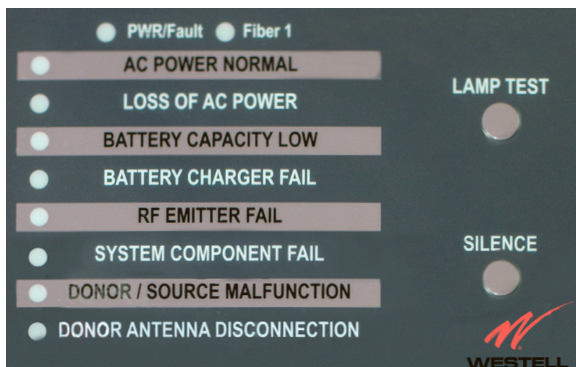 PWR/Fault Fiber 1
AC POWER NORMAL
LOSS OF AC POWER
BATTERY CAPACITY LOW
BATTERY CHARGER FAIL
RF EMITTER FAIL
SYSTEM COMPONENT FAIL
DONOR / SOURCE MALFUNCTION
DONOR ANTENNA DISCONNECTION
LAMP TEST
SILENCE
WESTELL